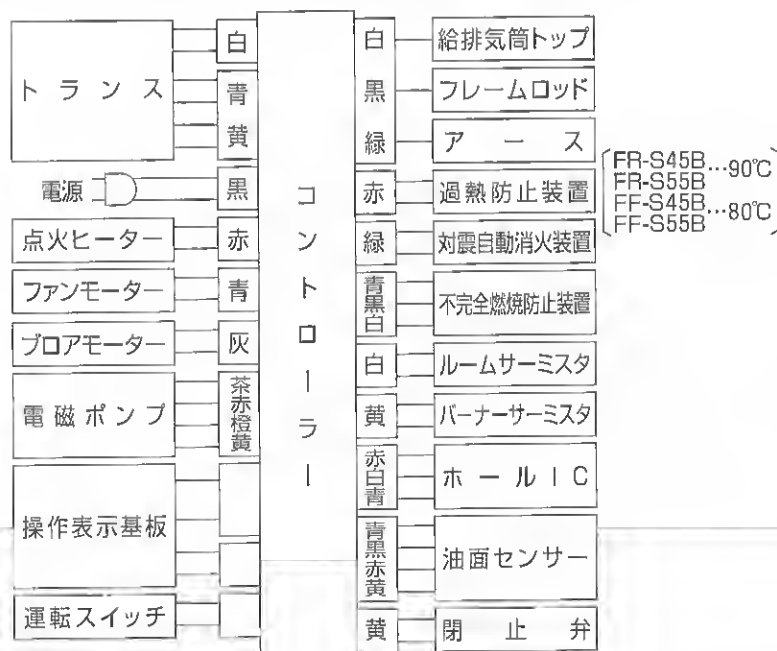 トランス
白
青
黄
電源
黒
点火ヒーター
赤
ファンモーター
青
ブロアモーター
灰
電磁ポンプ
茶
赤
橙
黄
操作表示基板
運転スイッチ
コントローラー
白
給排気筒トップ
黒
フレームロッド
緑
アース
赤
過熱防止装置
FR-S45B
FR-S55B…90℃
FF-S45B
FF-S55B…80℃
緑
対震自動消火装置
青
黒
白
不完全燃焼防止装置
白
ルームサーミスタ
黄
バーナーサーミスタ
赤
白
青
ホールIC
青
黒
赤
黄
油面センサー
黄
閉止弁